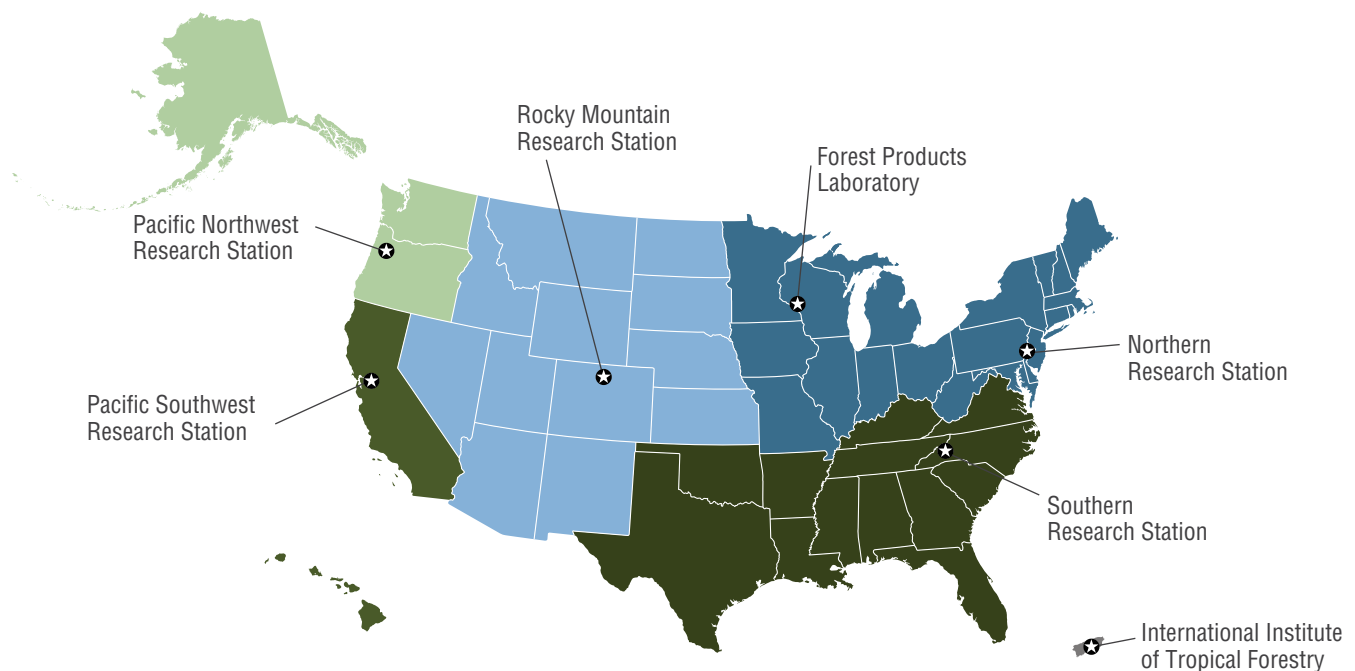 Rocky Mountain
Research Station
Forest Products
Laboratory
Pacific Northwest
Research Station
Northern
Research Station
Pacific Southwest
Research Station
Southern
Research Station
International Institute
of Tropical Forestry